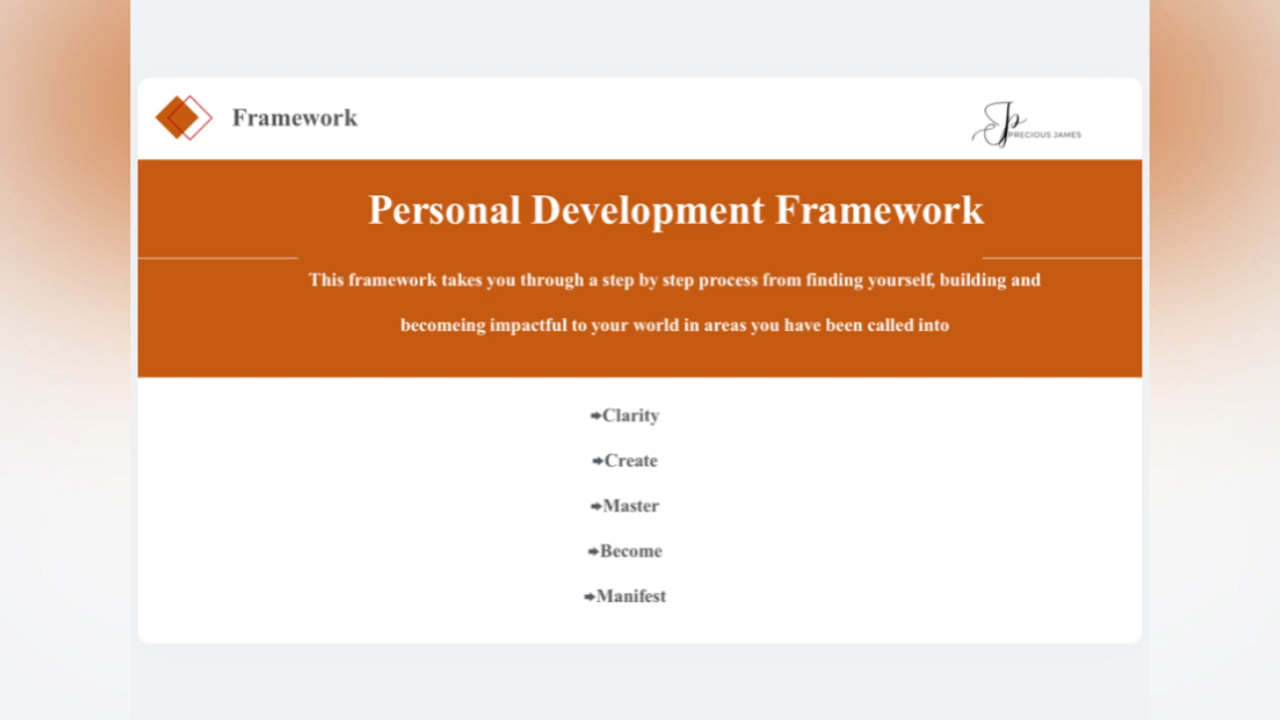 Framework
PRECIOUS JAMES
Personal Development Framework
This framework takes you through a step by step process from finding yourself, building and
becomeing impactful to your world in areas you have been called into
➡Clarity
➡Create
➡Master
➡Become
➡Manifest